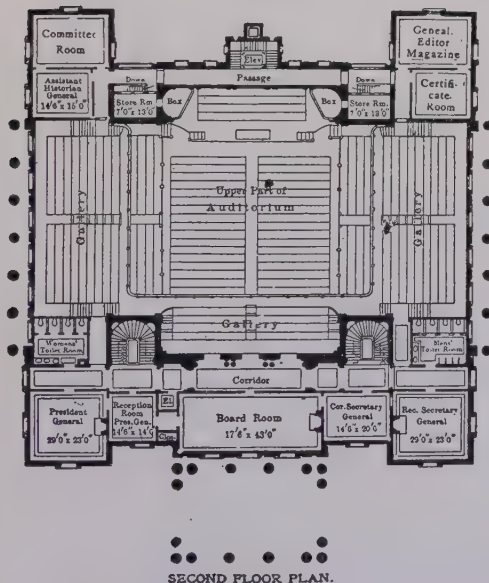 Committee
Room
Elev.
Geneal.
Editor
Magazine
Down
Passage
Down
Assistant
Historian
General
14'6"x 15'0"
Store Rm
7'0"x 13'0"
Box
Box
Store Rm.
7'0"x 13'0"
Certifi-
cate
Room
Upper Part of
Auditorium
Gallery
Gallery
Gallery
Womens'
Toilet Room
Mens'
Toilet Room
Corridor
President
General
29'0"x 23'0"
Reception
Room
Pres. Gen.
14'6"x 14'0"
El.
Clos.
Board Room
17'6"x 43'0"
Cor. Secretary
General
14'6"x 20'0"
Rec. Secretary
General
29'0"x 23'0"
SECOND FLOOR PLAN.